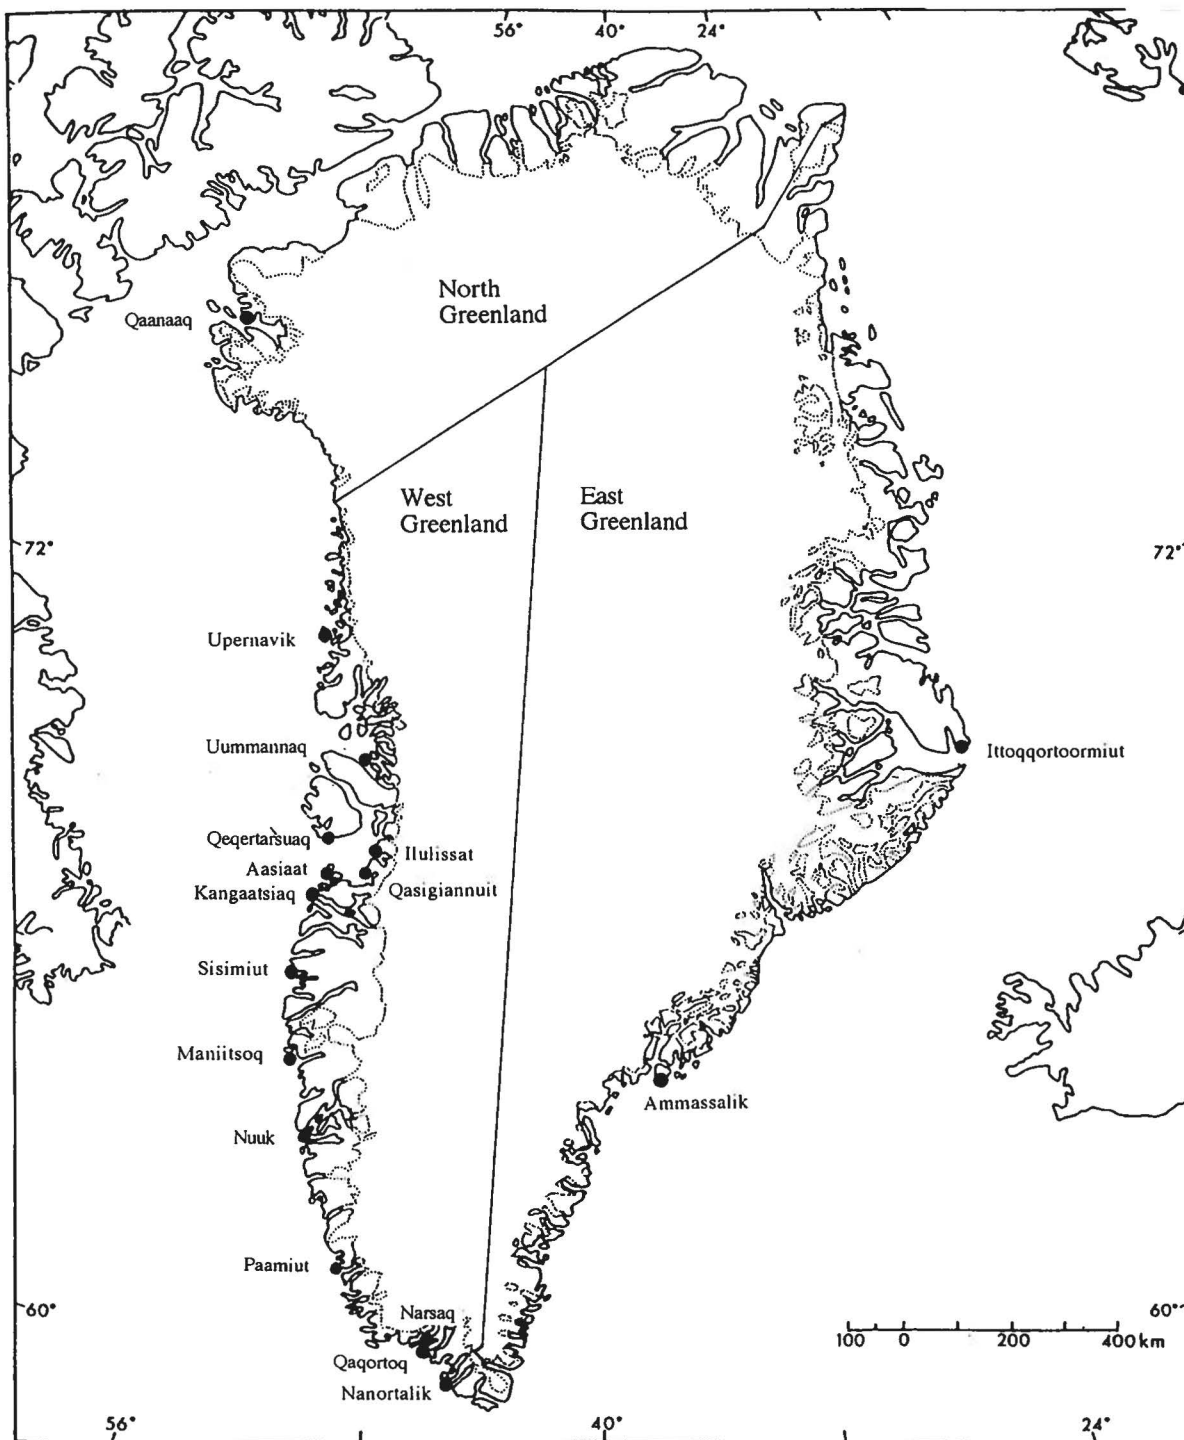 56° 40° 24°
North
Greenland
Qaanaaq
West
Greenland
East
Greenland
72° 72°
Upernavik
Uummannaq
Ittoqqortoormiut
Qeqertarsuaq
Ilulissat
Aasiaat
Qasigiannuit
Kangaatsiaq
Sisimiut
Maniitsoq
Ammassalik
Nuuk
Paamiut
60° 60°
Narsaq
100 0 200 400 km
Qaqortoq
Nanortalik
56° 40° 24°